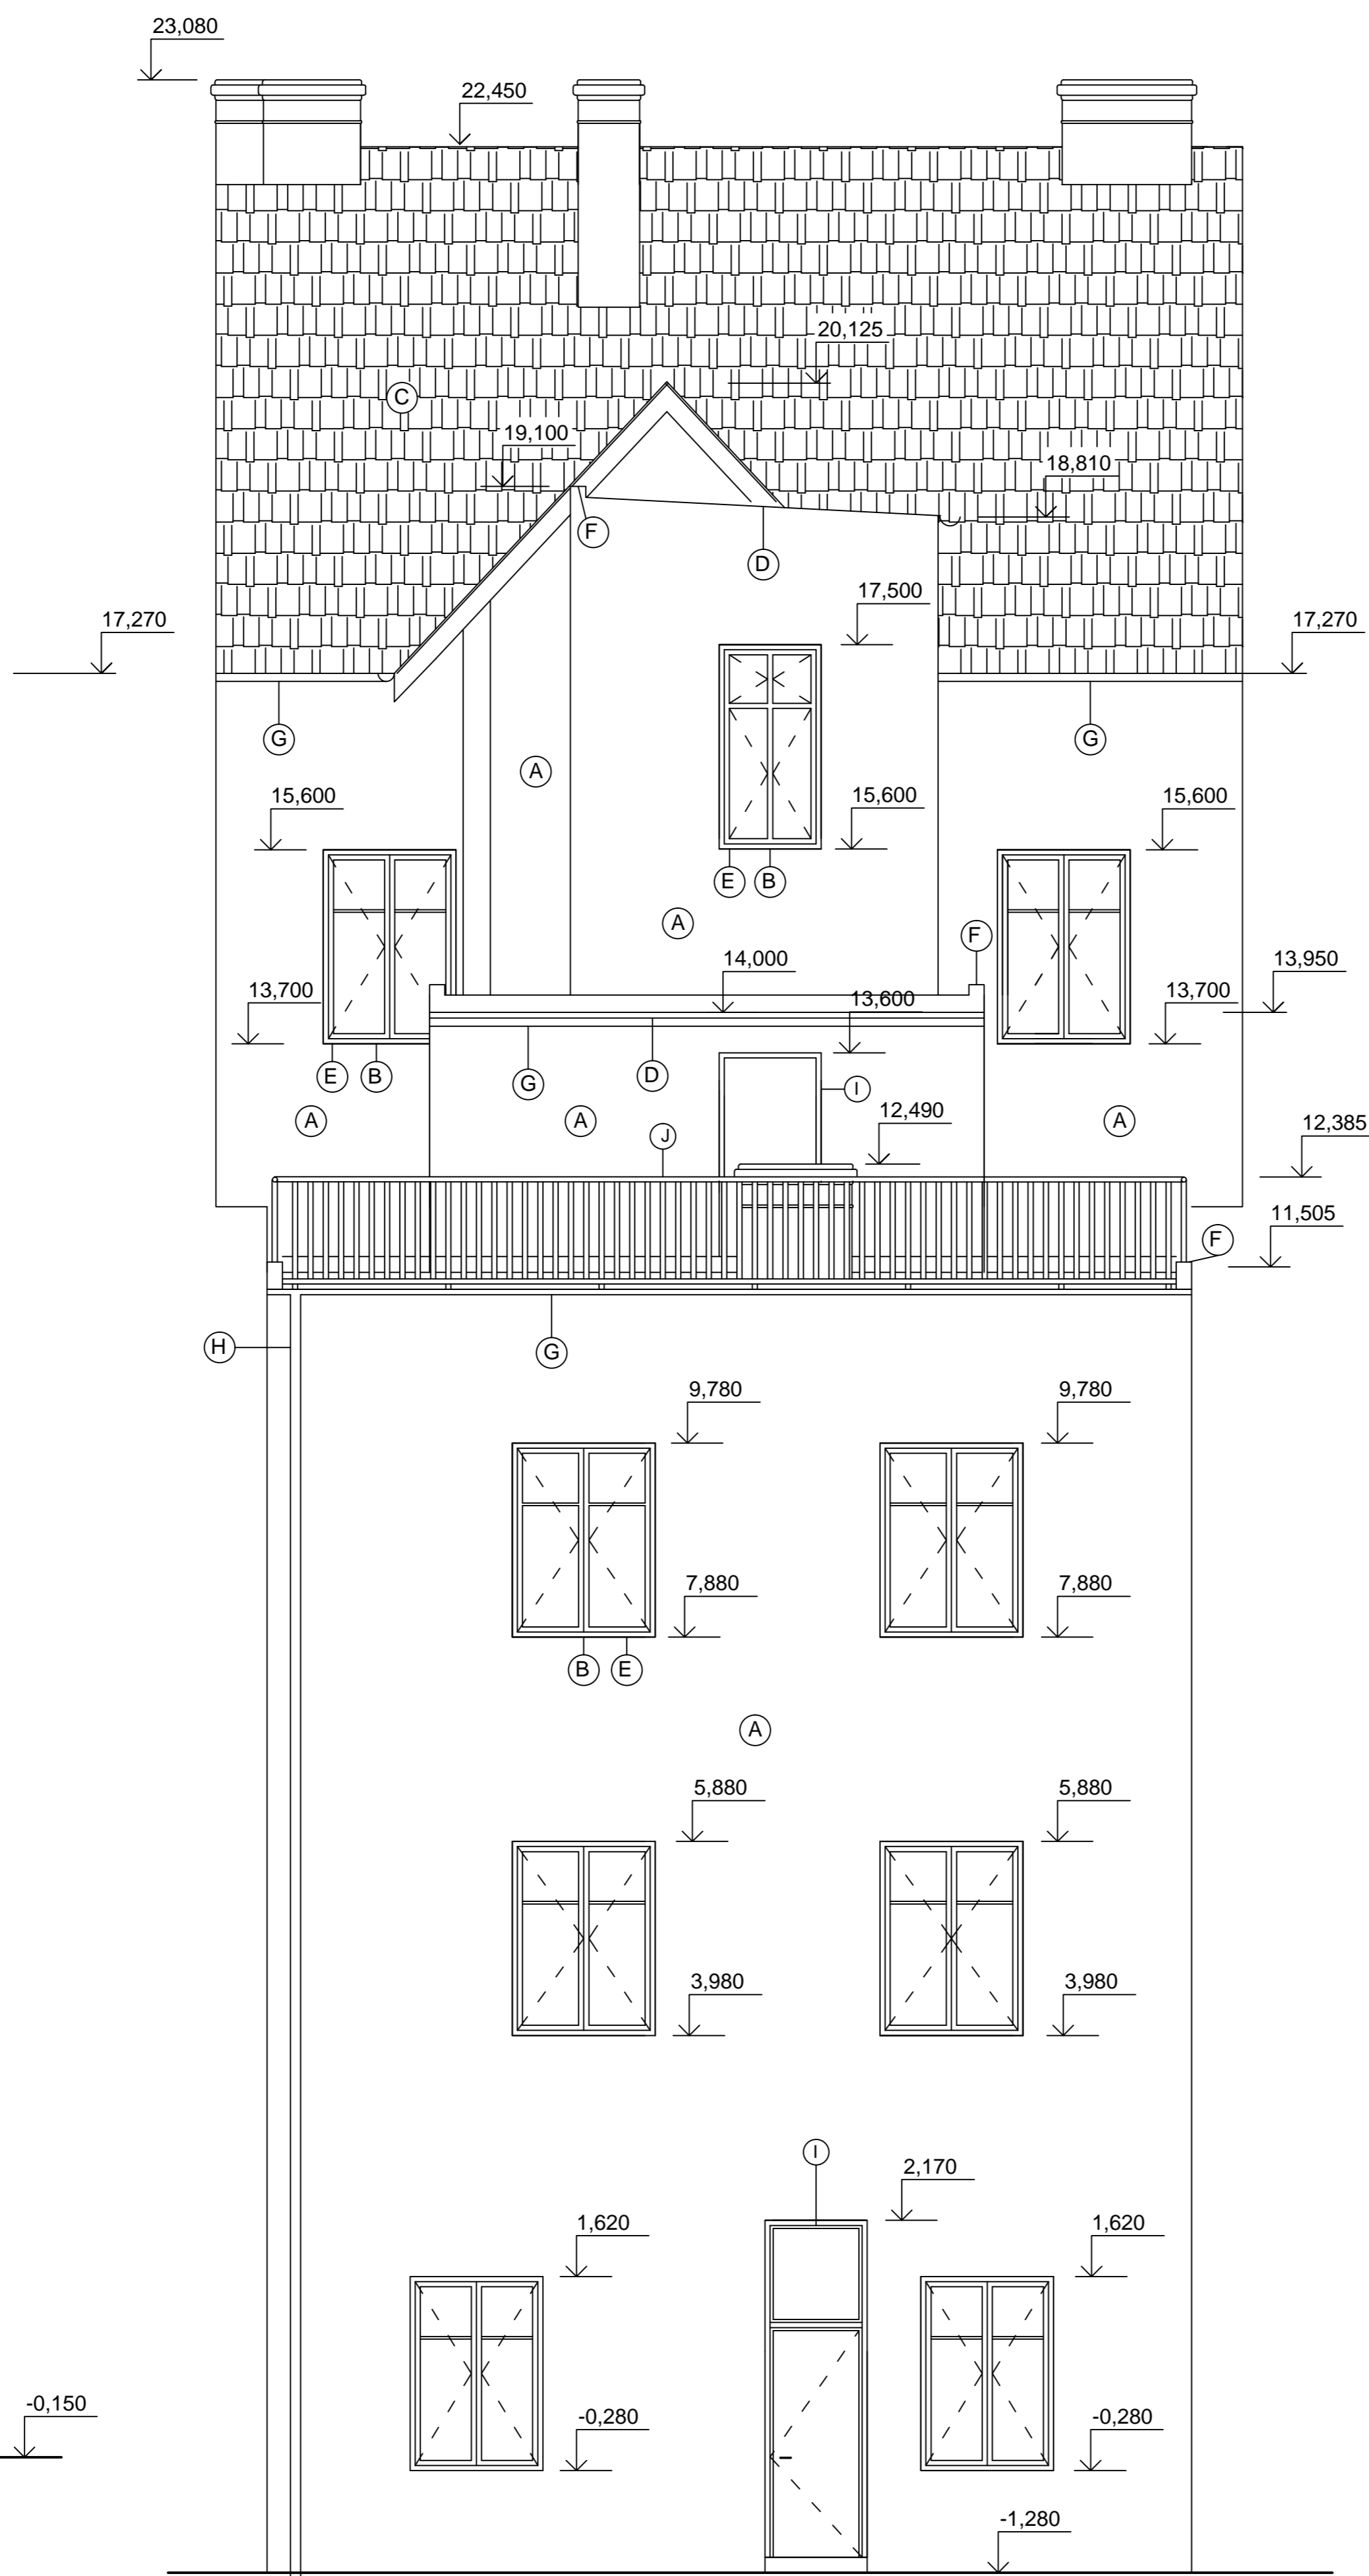 23,080
22,450
20,125
C
19,100
18,810
F
D
17,500
17,270
17,270
G
G
A
15,600
15,600
15,600
E
B
A
F
14,000
13,950
13,700
13,600
13,700
E
B
G
D
I
A
A
J
12,490
A
12,385
11,505
F
H
G
9,780
9,780
7,880
7,880
B
E
A
5,880
5,880
3,980
3,980
I
2,170
1,620
1,620
-0,150
-0,280
-0,280
-1,280